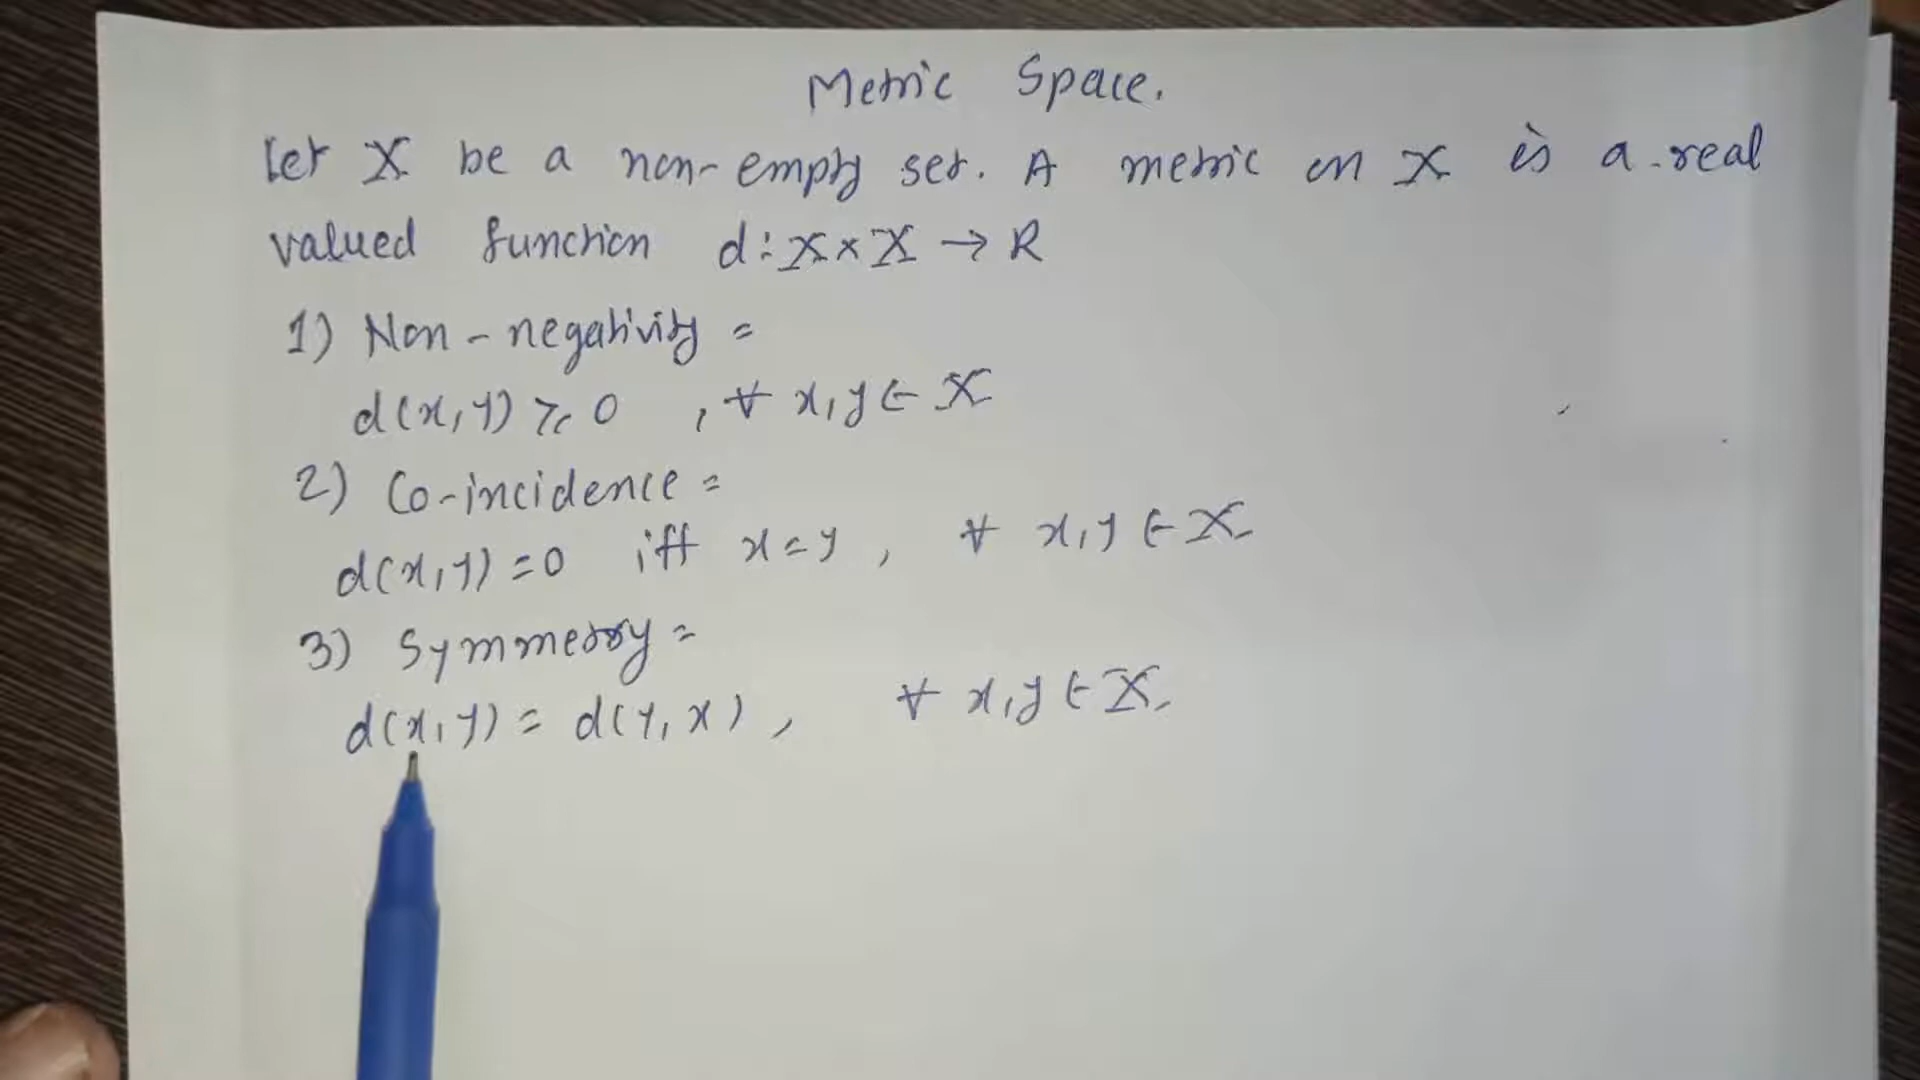 Metric Space.
Let X be a non-empty set. A metric on X is a real
valued function d : X × X → R
1) Non-negativity =
d(x,y) ≥ 0 , ∀ x,y ∈ X
2) Co-incidence =
d(x,y) = 0 iff x = y , ∀ x,y ∈ X
3) Symmetry =
d(x,y) = d(y,x) , ∀ x,y ∈ X.